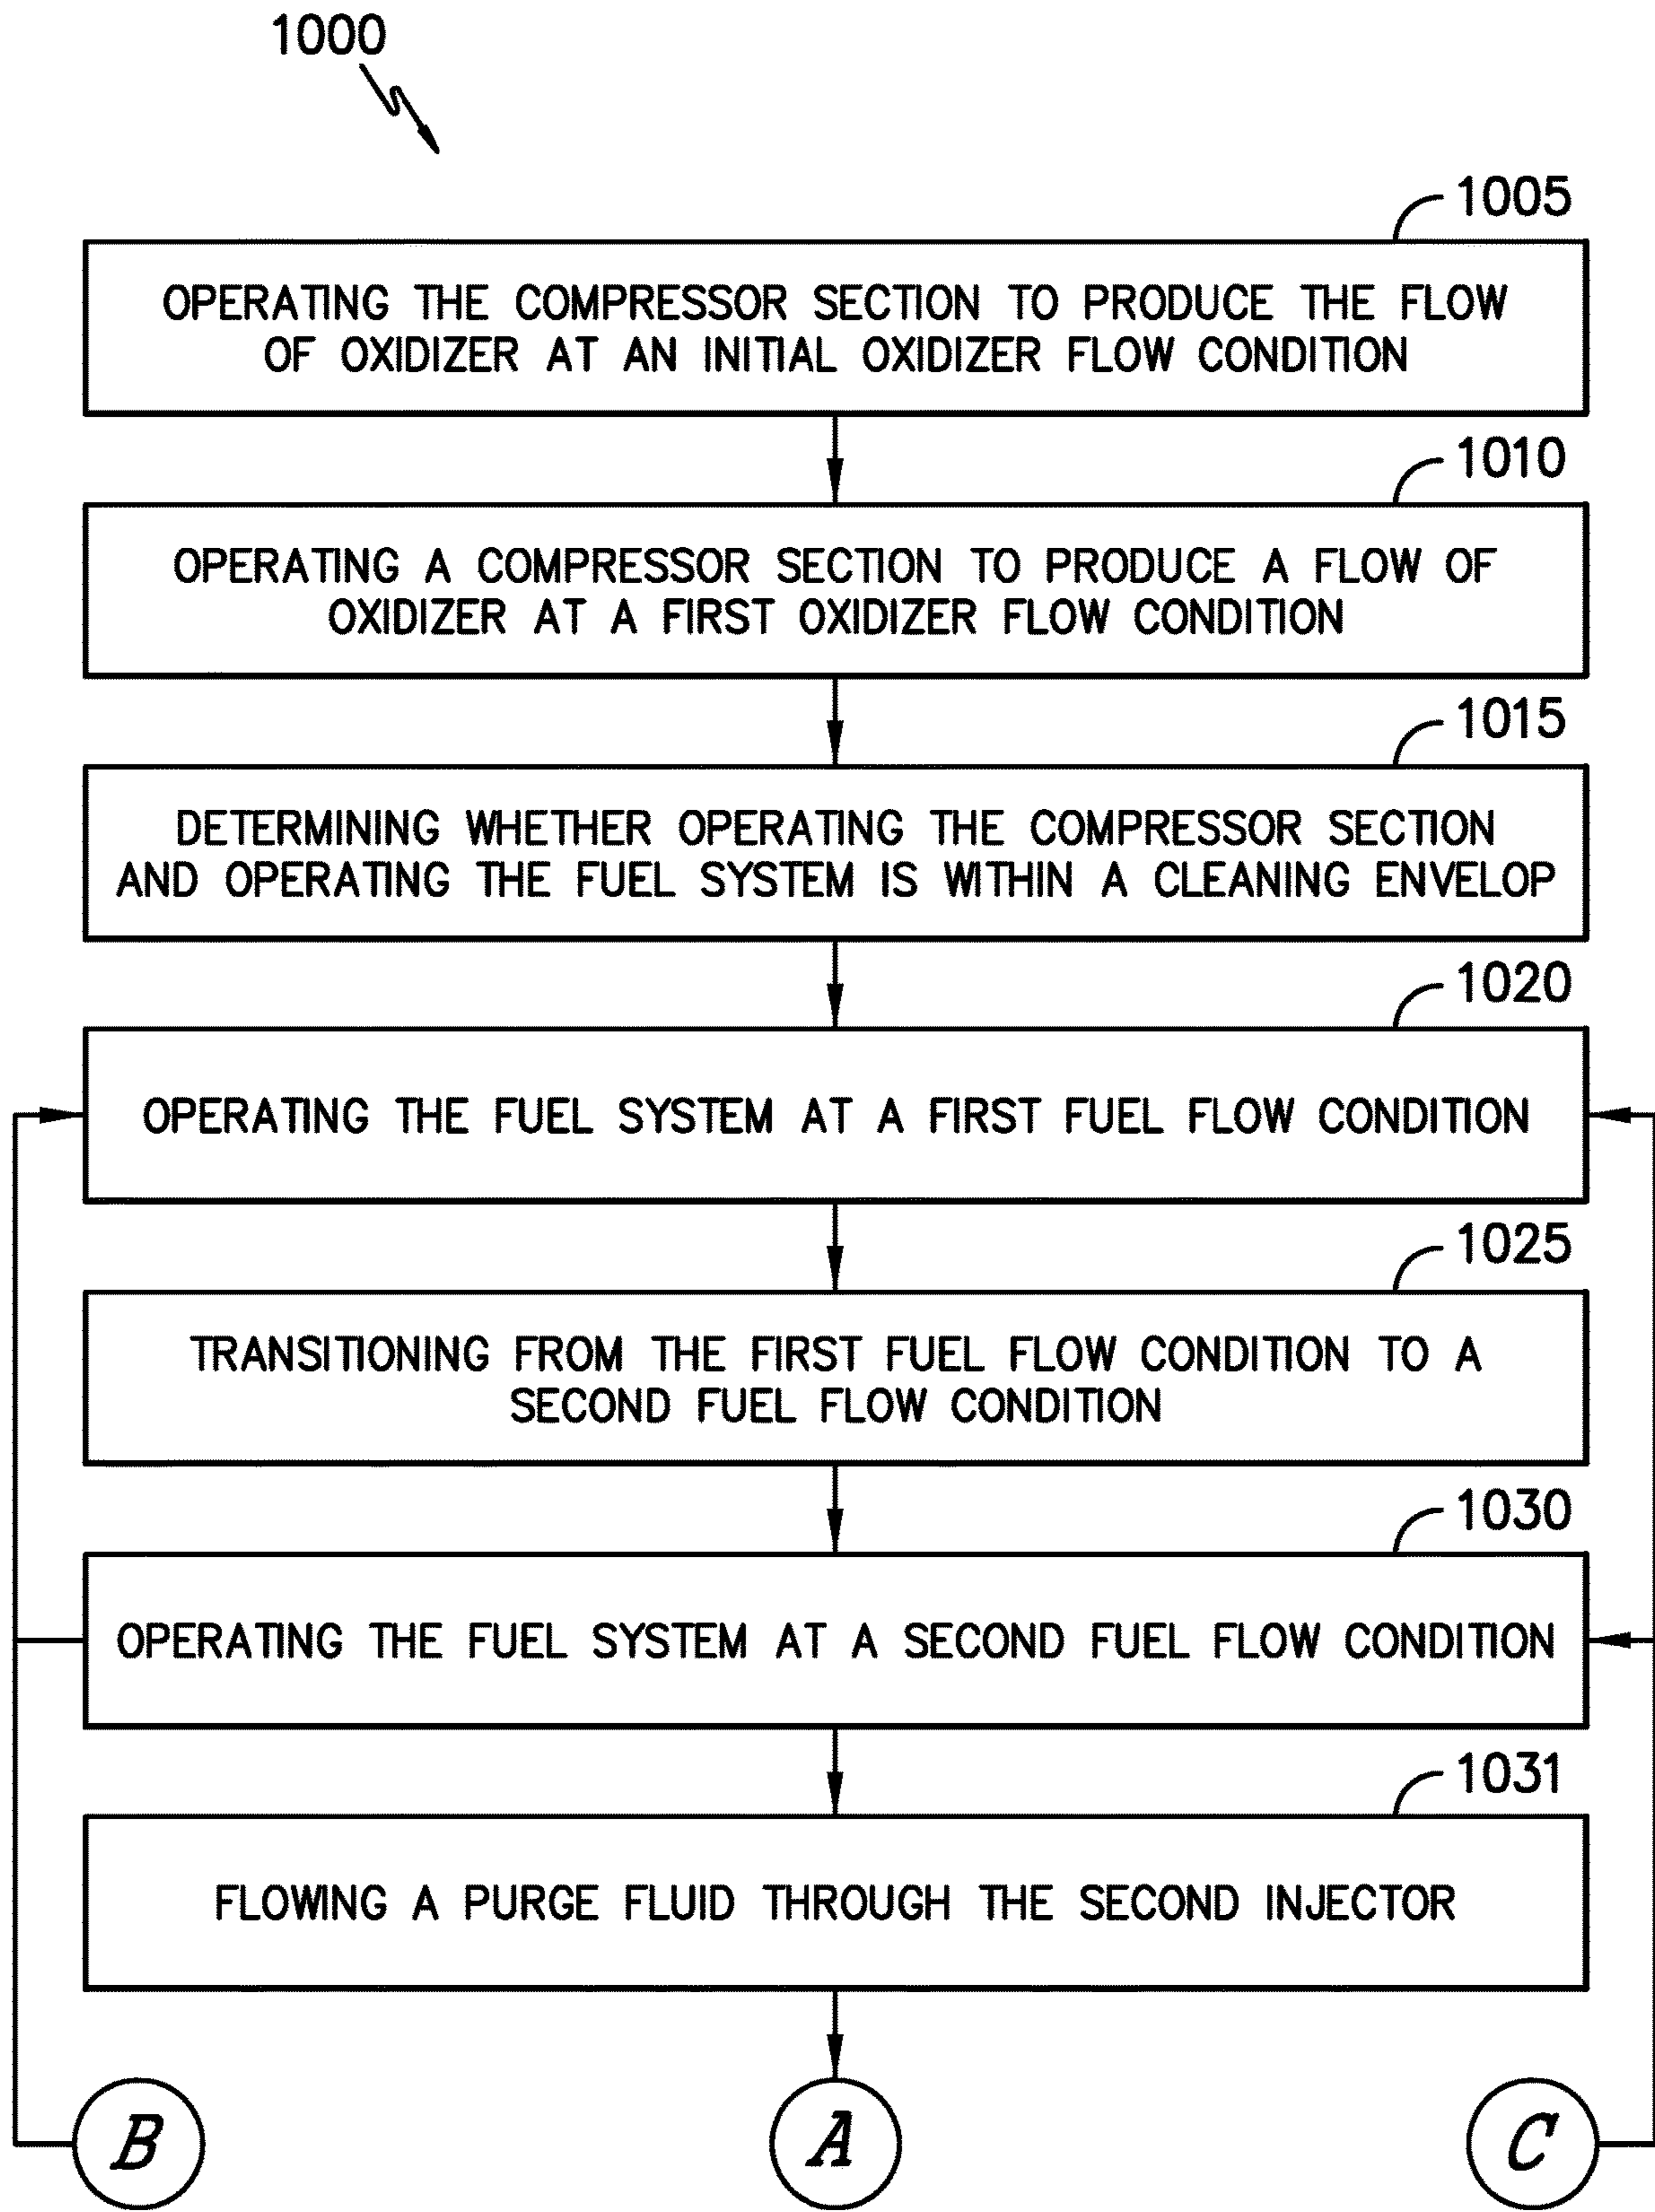 1000
1005
OPERATING THE COMPRESSOR SECTION TO PRODUCE THE FLOW
OF OXIDIZER AT AN INITIAL OXIDIZER FLOW CONDITION
1010
OPERATING A COMPRESSOR SECTION TO PRODUCE A FLOW OF
OXIDIZER AT A FIRST OXIDIZER FLOW CONDITION
1015
DETERMINING WHETHER OPERATING THE COMPRESSOR SECTION
AND OPERATING THE FUEL SYSTEM IS WITHIN A CLEANING ENVELOP
1020
OPERATING THE FUEL SYSTEM AT A FIRST FUEL FLOW CONDITION
1025
TRANSITIONING FROM THE FIRST FUEL FLOW CONDITION TO A
SECOND FUEL FLOW CONDITION
1030
OPERATING THE FUEL SYSTEM AT A SECOND FUEL FLOW CONDITION
1031
FLOWING A PURGE FLUID THROUGH THE SECOND INJECTOR
B A C